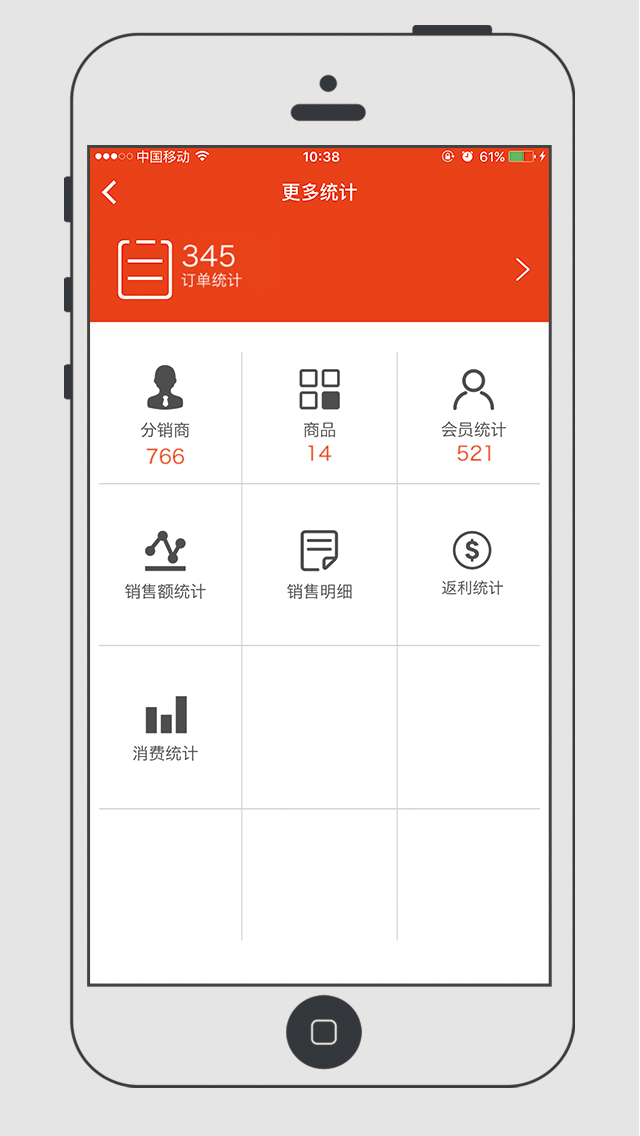 中国移动 10:38 61%
更多统计
345
订单统计
分销商 商品 会员统计
766 14 521
销售额统计 销售明细 返利统计
消费统计